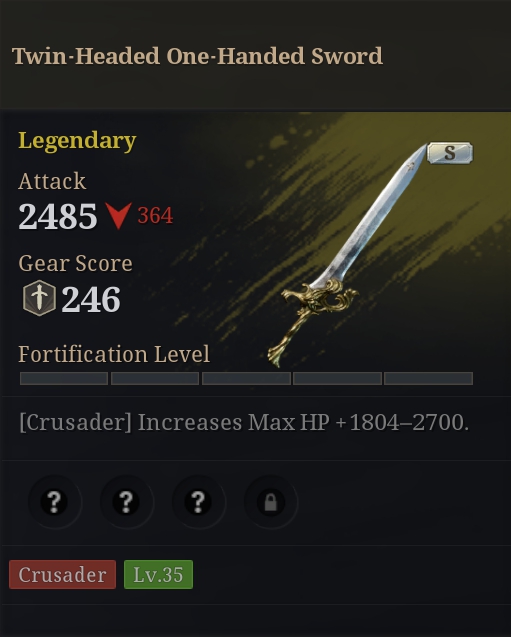 Twin-Headed One-Handed Sword
Legendary
S
Attack
2485 364
Gear Score
246
Fortification Level
[Crusader] Increases Max HP +1804–2700.
? ? ?
Crusader Lv.35